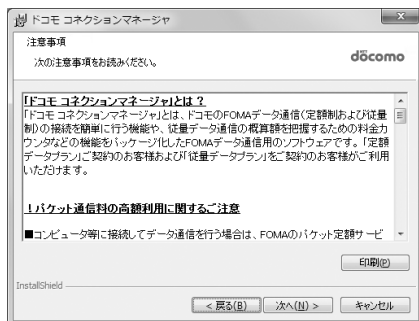 ドコモ コネクションマネージャ
注意事項
次の注意事項をお読みください。
döcomo
「ドコモ コネクションマネージャ」とは？
「ドコモ コネクションマネージャ」とは、ドコモのFOMAデータ通信（定額制および従量
制）の接続を簡単に行う機能や、従量データ通信の概算額を把握するための料金カ
ウンタなどの機能をパッケージ化したFOMAデータ通信用のソフトウェアです。「定額
データプラン」ご契約のお客様および「従量データプラン」をご契約のお客様がご利用
いただけます。
！パケット通信料の高額利用に関するご注意
■コンピュータ等に接続してデータ通信を行う場合は、FOMAのパケット定額サービ
印刷(P)
InstallShield
< 戻る(B)
次へ(N) >
キャンセル